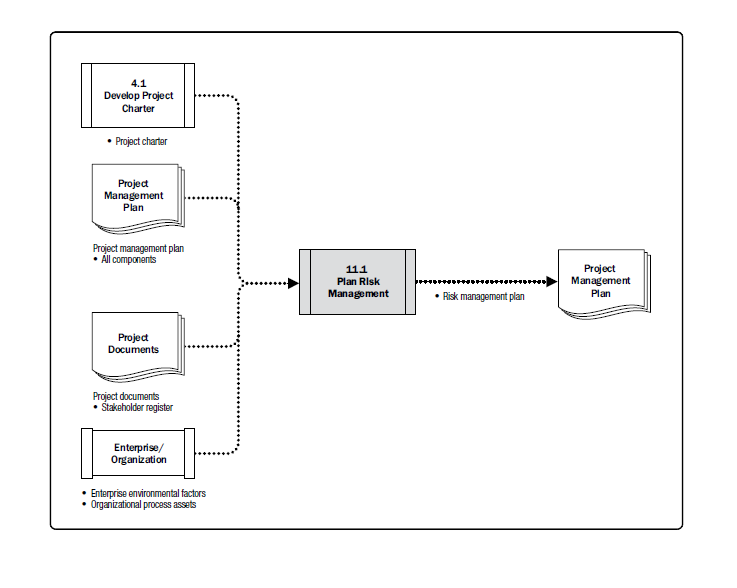 4.1
Develop Project
Charter
• Project charter
Project
Management
Plan
Project management plan
• All components
11.1
Plan Risk
Management
• Risk management plan
Project
Management
Plan
Project
Documents
Project documents
• Stakeholder register
Enterprise/
Organization
• Enterprise environmental factors
• Organizational process assets